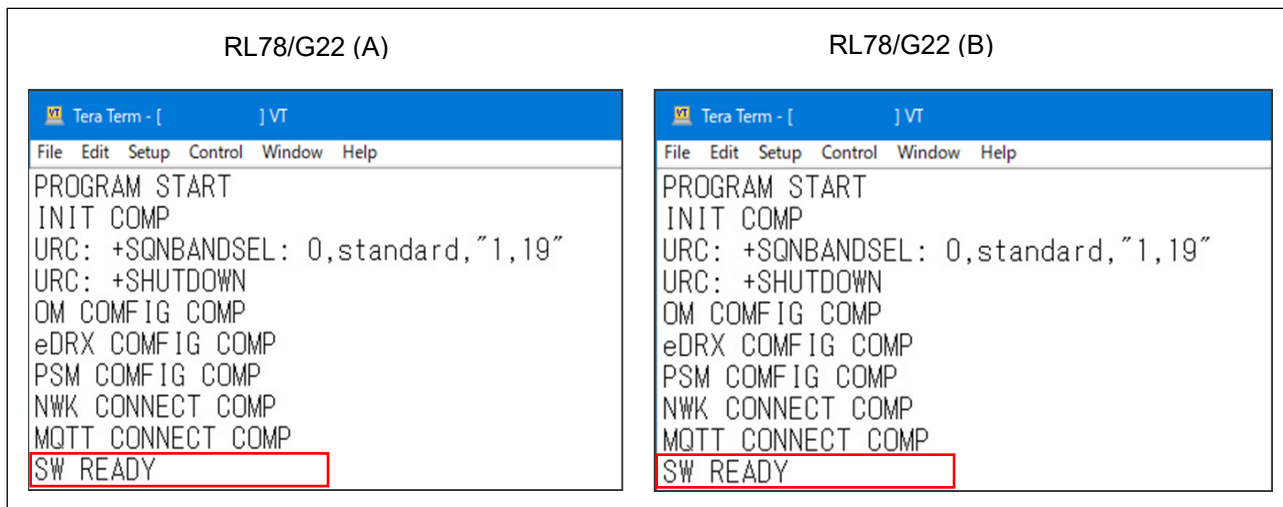 RL78/G22 (A)
Tera Term - [ ] VT
File Edit Setup Control Window Help
PROGRAM START
INIT COMP
URC: +SQNBANDSEL: 0,standard,"1,19"
URC: +SHUTDOWN
OM COMFIG COMP
eDRX COMFIG COMP
PSM COMFIG COMP
NWK CONNECT COMP
MQTT CONNECT COMP
SW READY
RL78/G22 (B)
Tera Term - [ ] VT
File Edit Setup Control Window Help
PROGRAM START
INIT COMP
URC: +SQNBANDSEL: 0,standard,"1,19"
URC: +SHUTDOWN
OM COMFIG COMP
eDRX COMFIG COMP
PSM COMFIG COMP
NWK CONNECT COMP
MQTT CONNECT COMP
SW READY